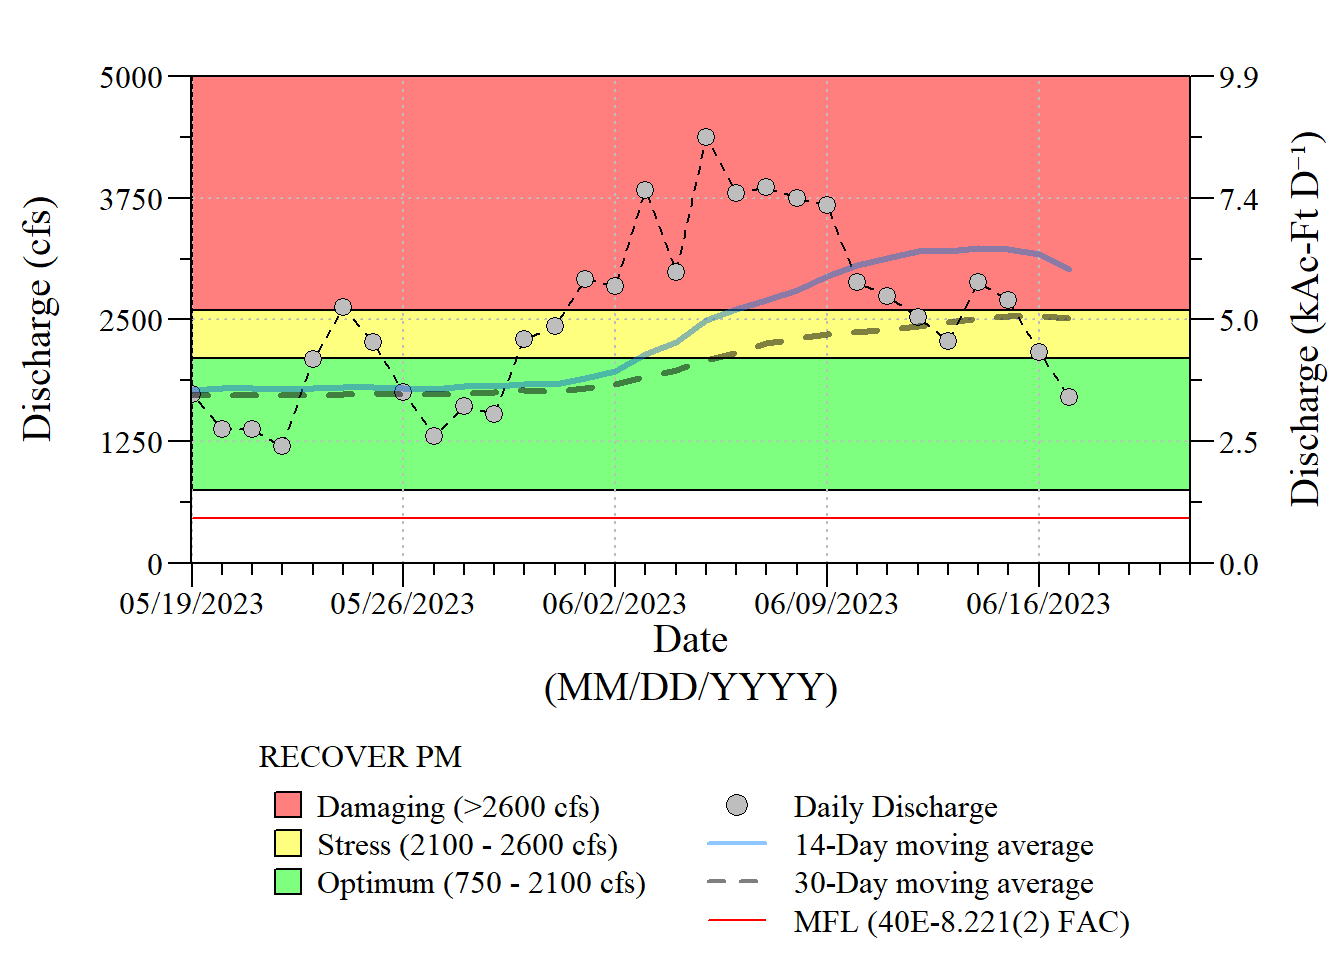 5000
3750
2500
1250
0
Discharge (cfs)
9.9
7.4
5.0
2.5
0.0
Discharge (kAc-Ft D⁻¹)
05/19/2023
05/26/2023
06/02/2023
06/09/2023
06/16/2023
Date
(MM/DD/YYYY)
RECOVER PM
Damaging (>2600 cfs)
Stress (2100 - 2600 cfs)
Optimum (750 - 2100 cfs)
Daily Discharge
14-Day moving average
30-Day moving average
MFL (40E-8.221(2) FAC)